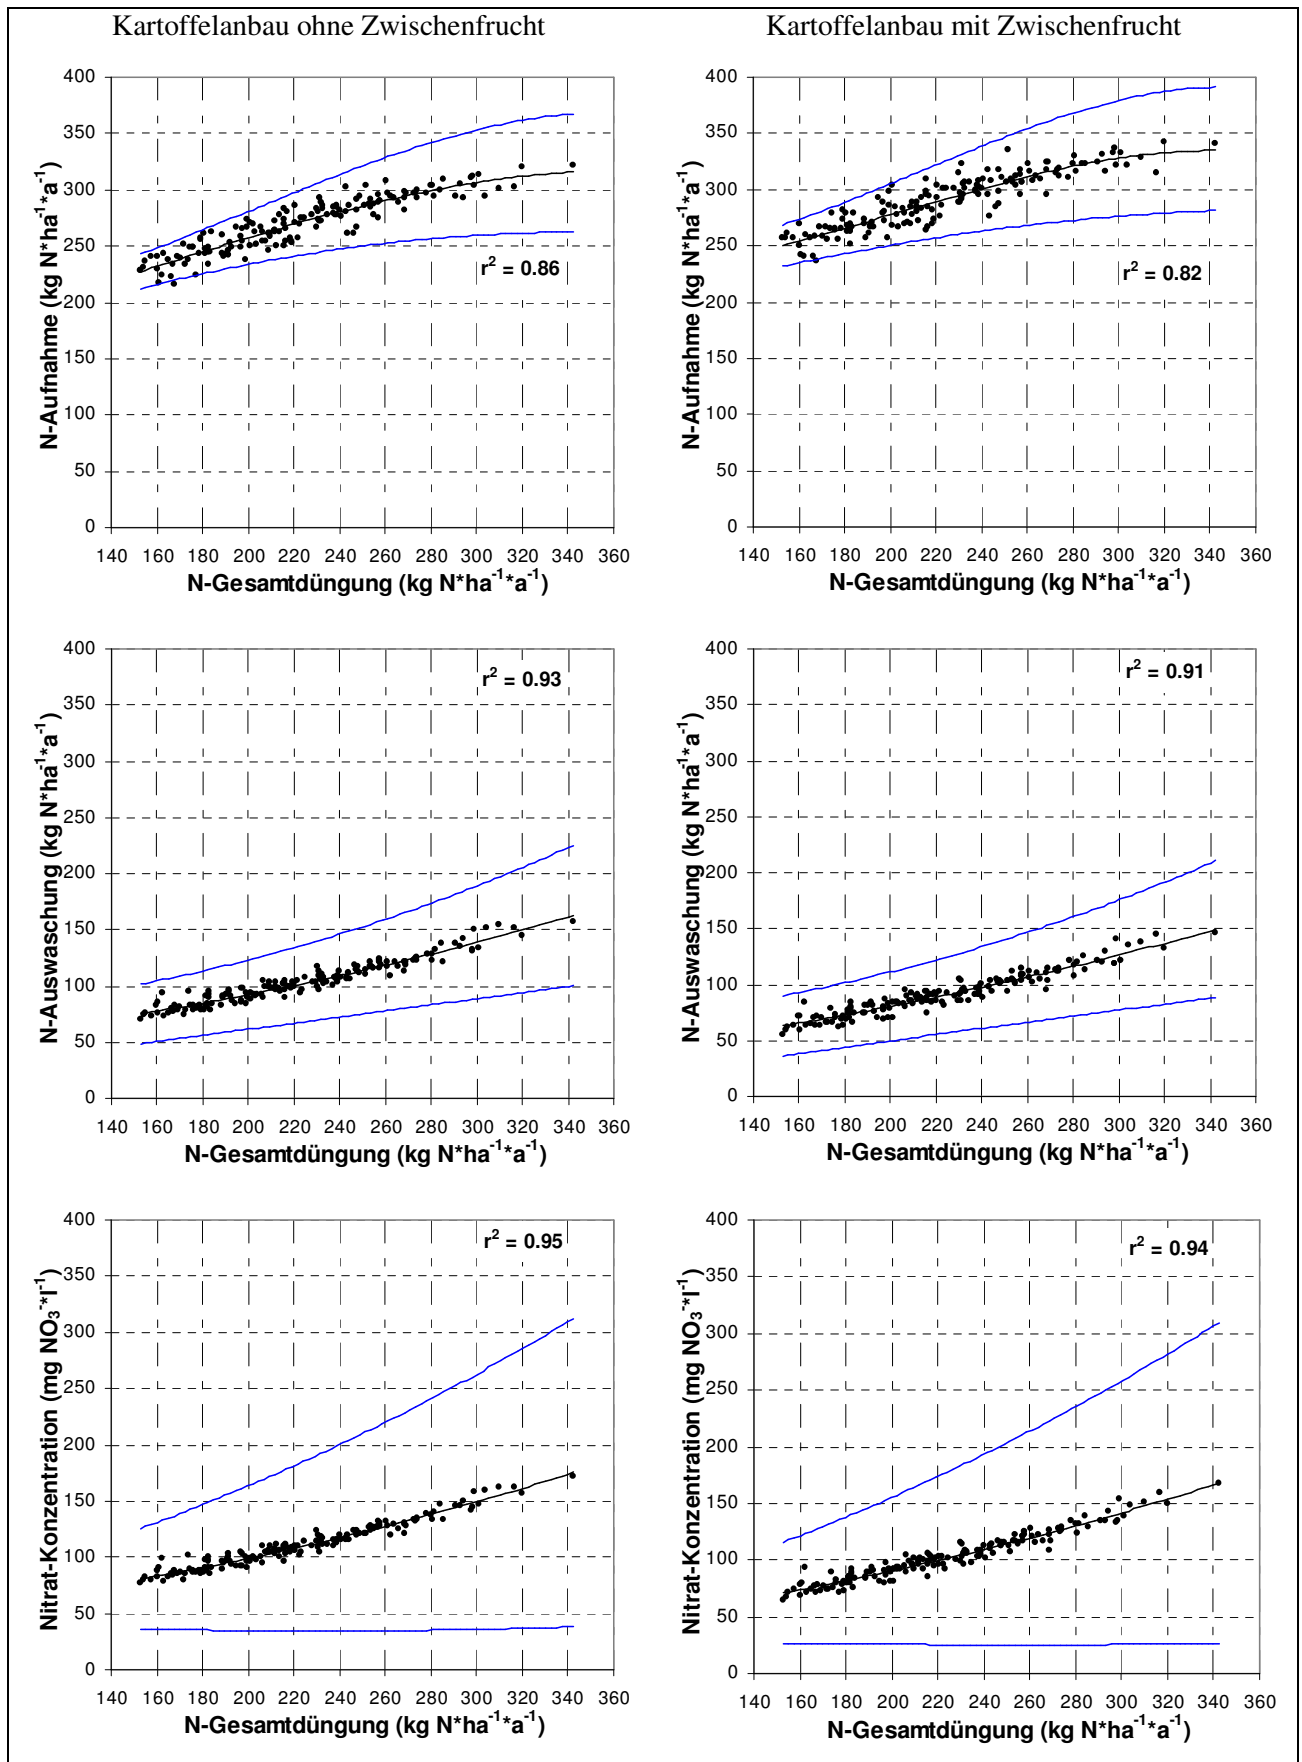 Kartoffelanbau ohne Zwischenfrucht
Kartoffelanbau mit Zwischenfrucht
N-Aufnahme (kg N*ha⁻¹*a⁻¹)
400
350
300
250
200
150
100
50
0
r² = 0.86
140 160 180 200 220 240 260 280 300 320 340 360
N-Gesamtdüngung (kg N*ha⁻¹*a⁻¹)
N-Aufnahme (kg N*ha⁻¹*a⁻¹)
400
350
300
250
200
150
100
50
0
r² = 0.82
140 160 180 200 220 240 260 280 300 320 340 360
N-Gesamtdüngung (kg N*ha⁻¹*a⁻¹)
N-Auswaschung (kg N*ha⁻¹*a⁻¹)
400
350
300
250
200
150
100
50
0
r² = 0.93
140 160 180 200 220 240 260 280 300 320 340 360
N-Gesamtdüngung (kg N*ha⁻¹*a⁻¹)
N-Auswaschung (kg N*ha⁻¹*a⁻¹)
400
350
300
250
200
150
100
50
0
r² = 0.91
140 160 180 200 220 240 260 280 300 320 340 360
N-Gesamtdüngung (kg N*ha⁻¹*a⁻¹)
Nitrat-Konzentration (mg NO₃⁻*l⁻¹)
400
350
300
250
200
150
100
50
0
r² = 0.95
140 160 180 200 220 240 260 280 300 320 340 360
N-Gesamtdüngung (kg N*ha⁻¹*a⁻¹)
Nitrat-Konzentration (mg NO₃⁻*l⁻¹)
400
350
300
250
200
150
100
50
0
r² = 0.94
140 160 180 200 220 240 260 280 300 320 340 360
N-Gesamtdüngung (kg N*ha⁻¹*a⁻¹)